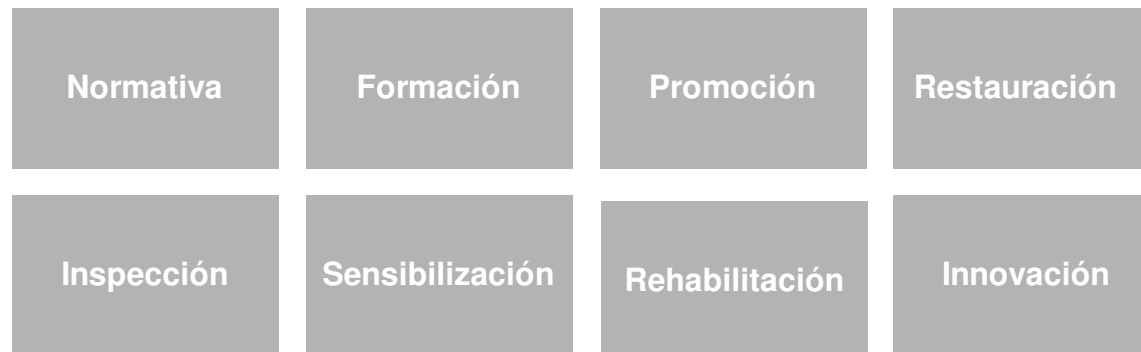 Normativa
Formación
Promoción
Restauración
Inspección
Sensibilización
Rehabilitación
Innovación